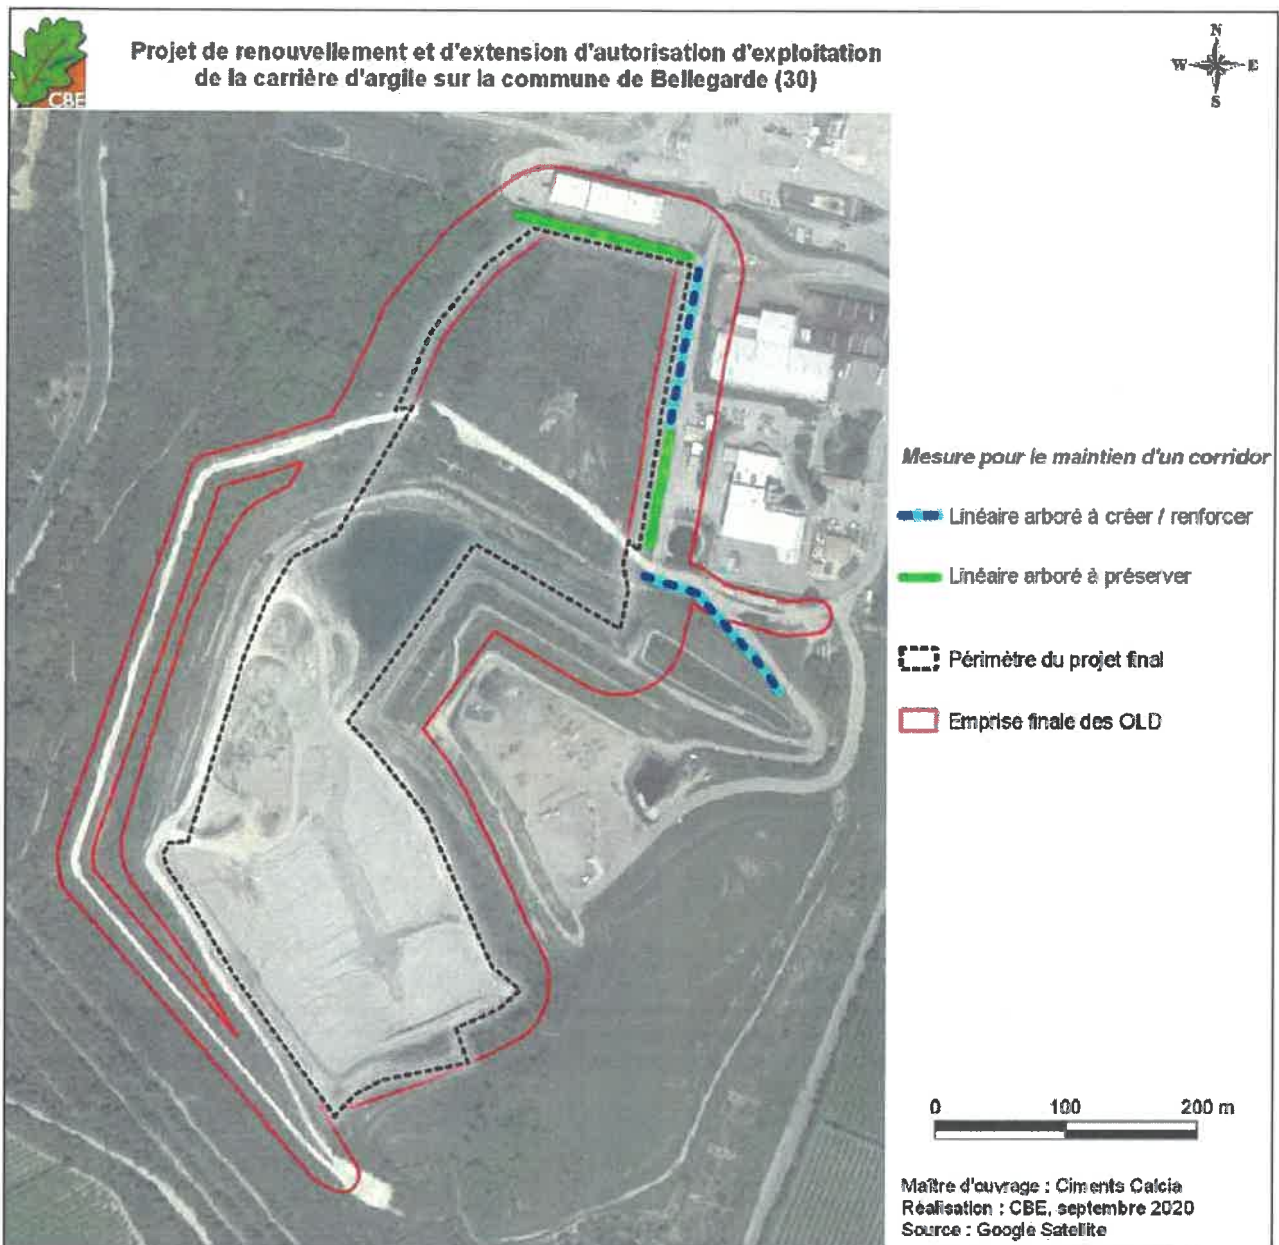 Projet de renouvellement et d'extension d'autorisation d'exploitation
de la carrière d'argile sur la commune de Bellegarde (30)
CBE
N
W E
S
Mesure pour le maintien d'un corridor
Linéaire arboré à créer / renforcer
Linéaire arboré à préserver
Périmètre du projet final
Emprise finale des OLD
0 100 200 m
Maître d'ouvrage : Ciments Calcia
Réalisation : CBE, septembre 2020
Source : Google Satellite